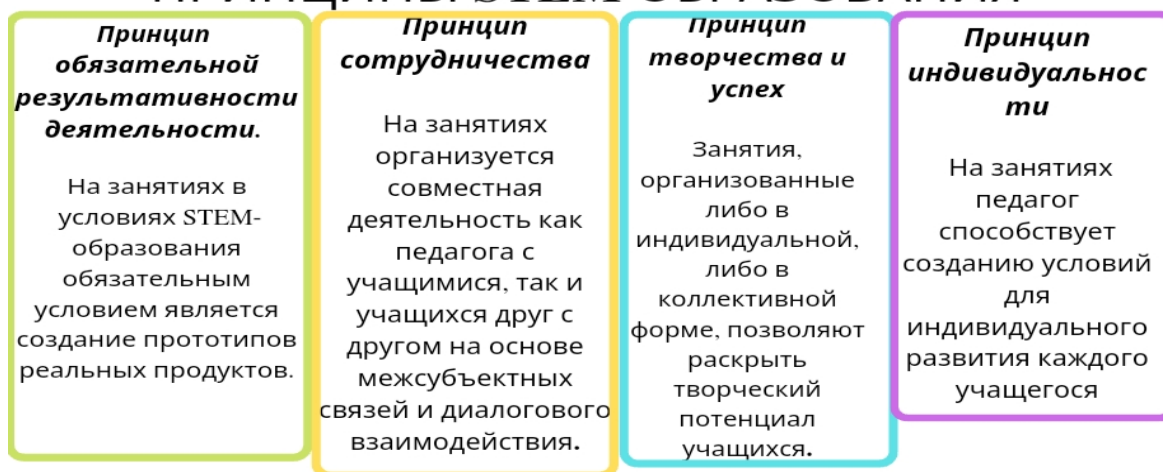 ПРИНЦИПЫ STEM ОБРАЗОВАНИЯ
Принцип
обязательной
результативности
деятельности.
На занятиях в
условиях STEM-
образования
обязательным
условием является
создание прототипов
реальных продуктов.
Принцип
сотрудничества
На занятиях
организуется
совместная
деятельность как
педагога с
учащимися, так и
учащихся друг с
другом на основе
межсубъектных
связей и диалогового
взаимодействия.
Принцип
творчества и
успех
Занятия,
организованные
либо в
индивидуальной,
либо в
коллективной
форме, позволяют
раскрыть
творческий
потенциал
учащихся.
Принцип
индивидуальнос
ти
На занятиях
педагог
способствует
созданию условий
для
индивидуального
развития каждого
учащегося